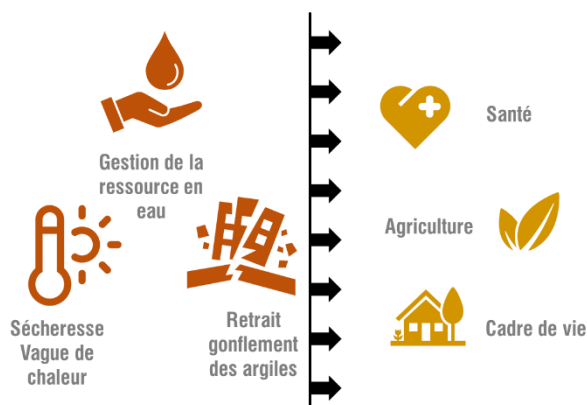 Gestion de la
ressource en
eau
Sécheresse
Vague de
chaleur
Retrait
gonflement
des argiles
Santé
Agriculture
Cadre de vie